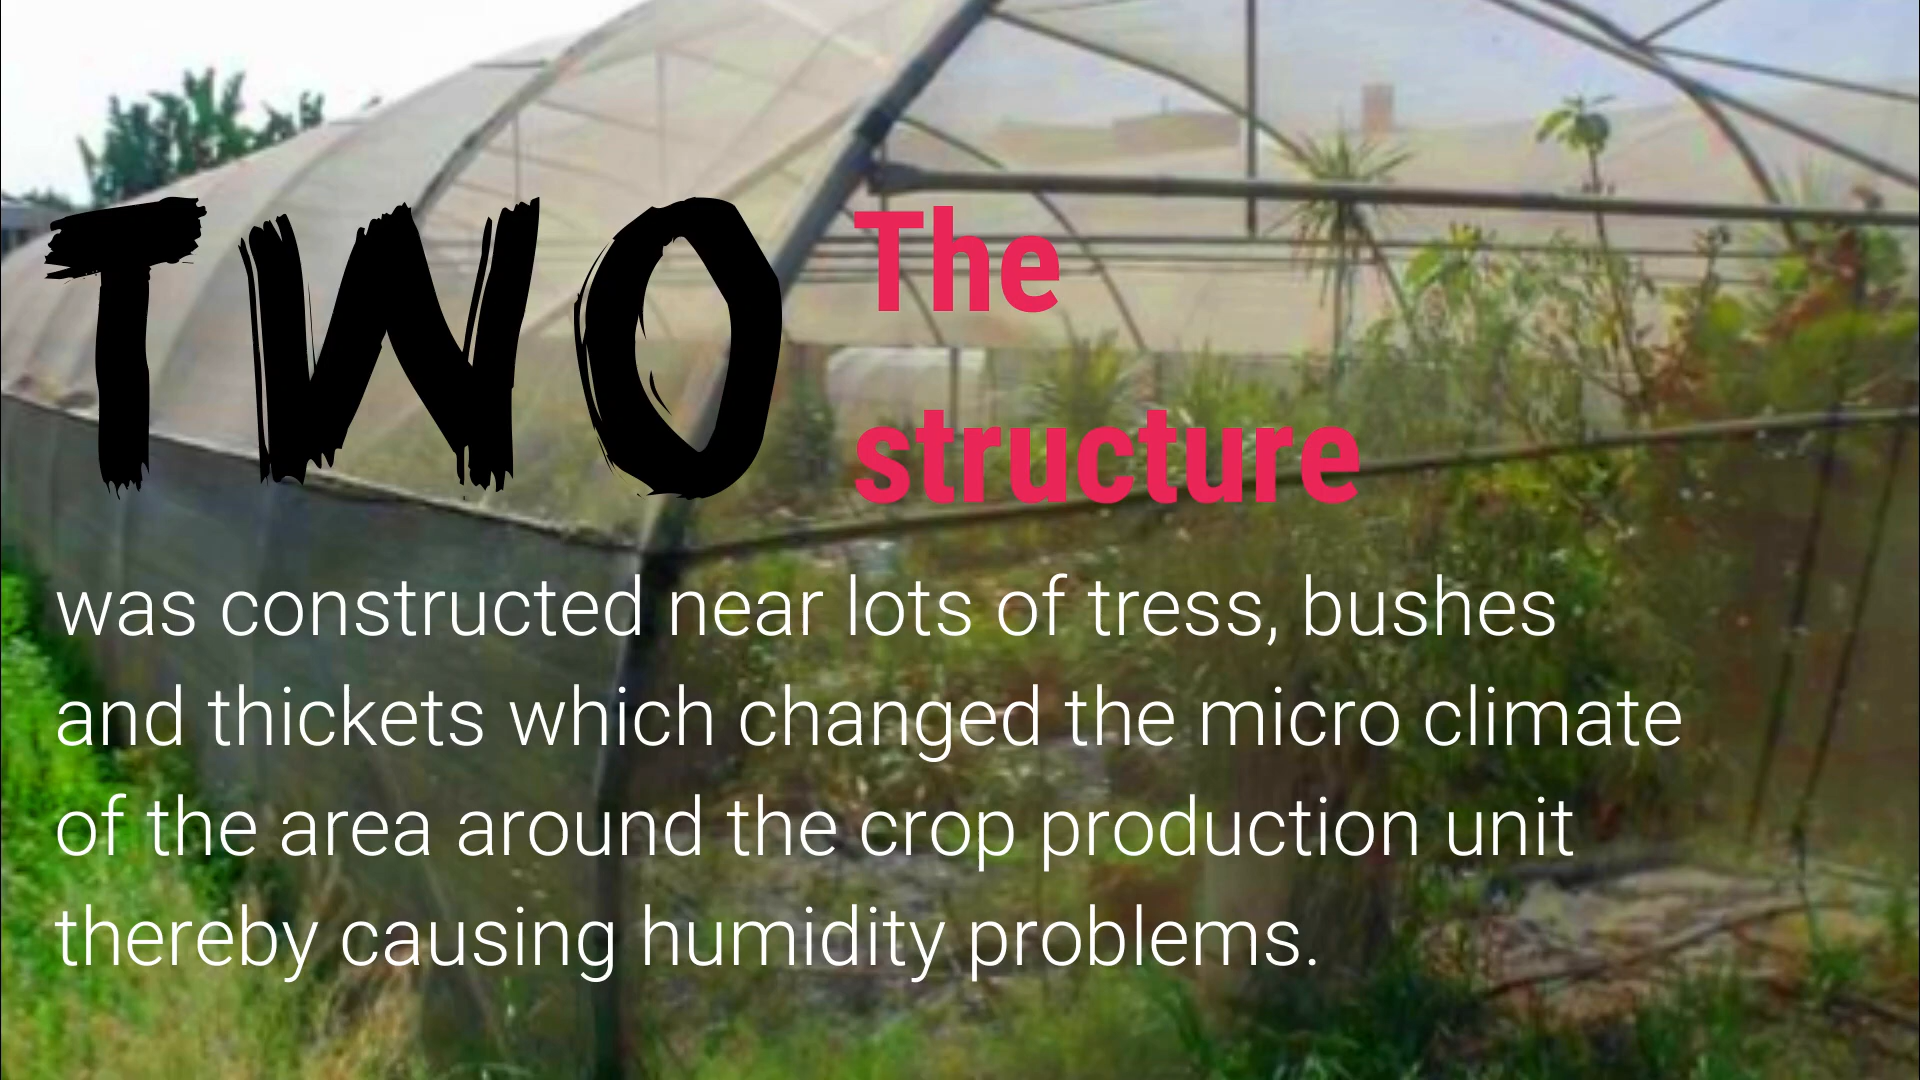 TWO
The
structure
was constructed near lots of tress, bushes
and thickets which changed the micro climate
of the area around the crop production unit
thereby causing humidity problems.